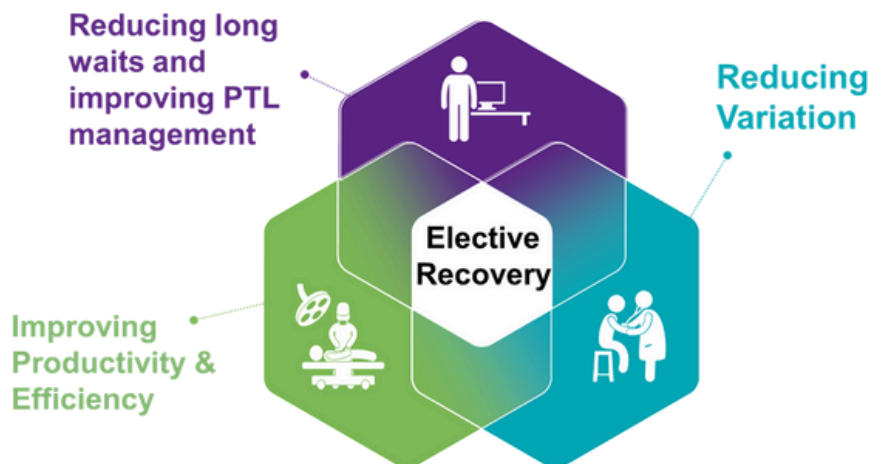 Reducing long
waits and
improving PTL
management
Reducing
Variation
Elective
Recovery
Improving
Productivity &
Efficiency